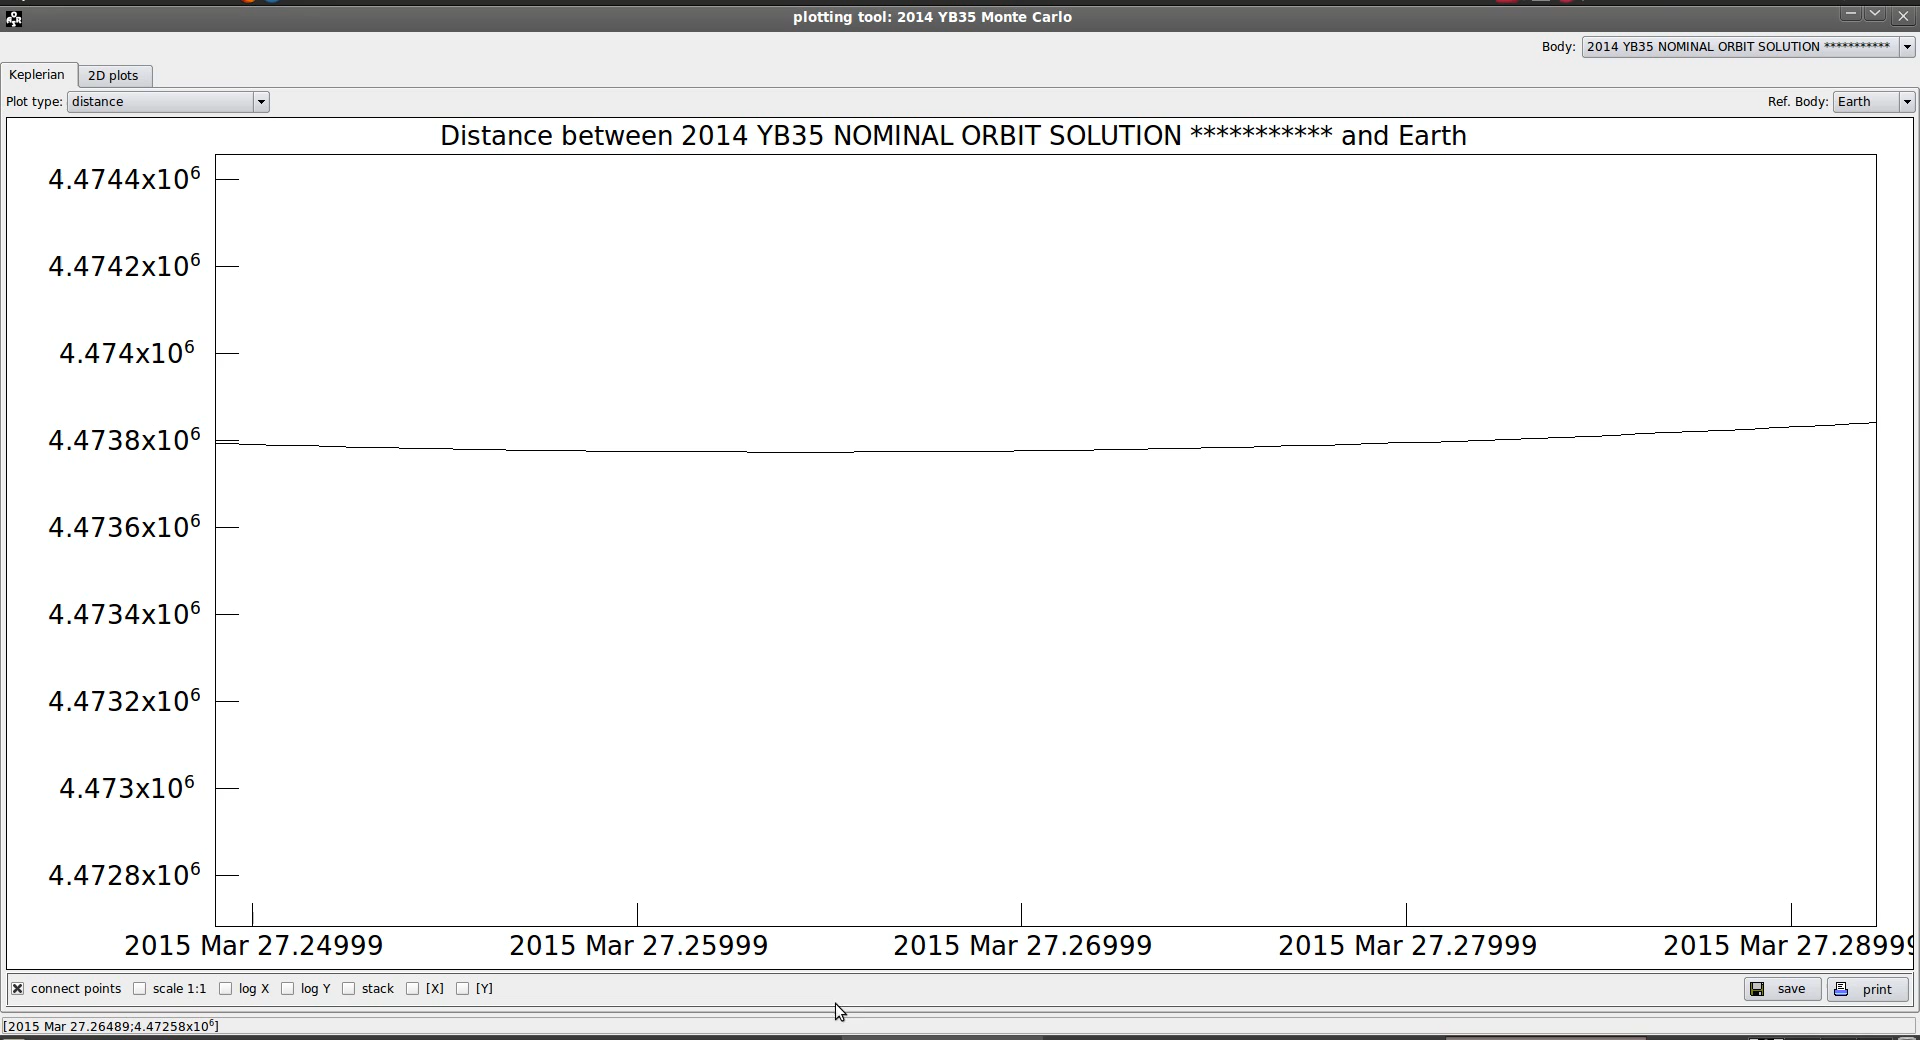 plotting tool: 2014 YB35 Monte Carlo
Body: 2014 YB35 NOMINAL ORBIT SOLUTION ***********
Keplerian 2D plots
Plot type: distance Ref. Body: Earth
Distance between 2014 YB35 NOMINAL ORBIT SOLUTION *********** and Earth
4.4744x10⁶
4.4742x10⁶
4.474x10⁶
4.4738x10⁶
4.4736x10⁶
4.4734x10⁶
4.4732x10⁶
4.473x10⁶
4.4728x10⁶
2015 Mar 27.24999 2015 Mar 27.25999 2015 Mar 27.26999 2015 Mar 27.27999 2015 Mar 27.28999
connect points scale 1:1 log X log Y stack [X] [Y] save print
[2015 Mar 27.26489;4.47258x10⁶]